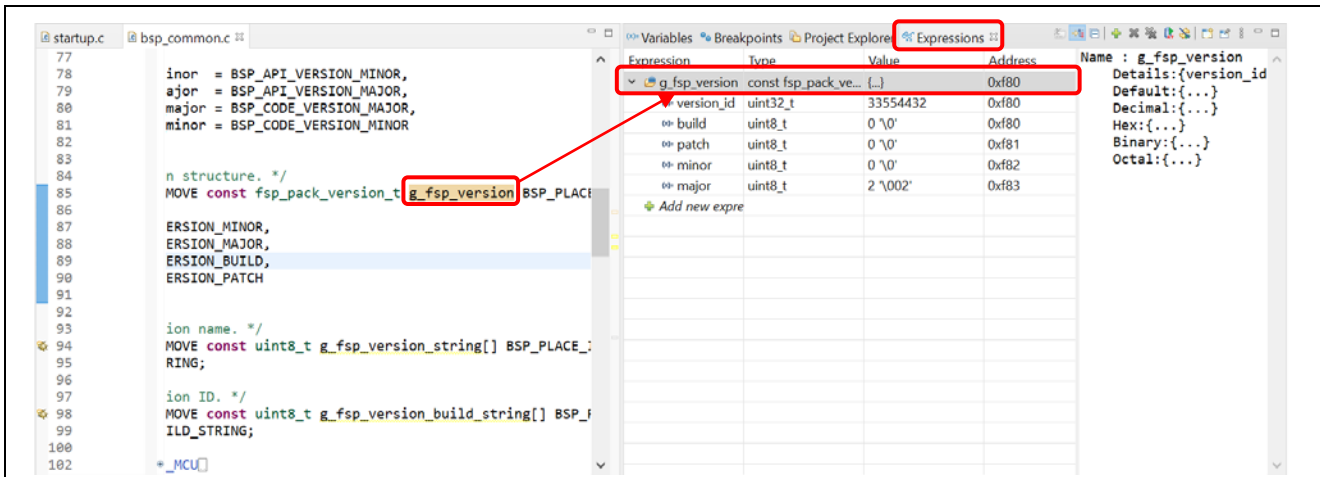 startup.c bsp_common.c
77
78 inor = BSP_API_VERSION_MINOR,
79 ajor = BSP_API_VERSION_MAJOR,
80 major = BSP_CODE_VERSION_MAJOR,
81 minor = BSP_CODE_VERSION_MINOR
82
83
84 n structure. */
85 MOVE const fsp_pack_version_t g_fsp_version BSP_PLACE
86
87 ERSION_MINOR,
88 ERSION_MAJOR,
89 ERSION_BUILD,
90 ERSION_PATCH
91
92
93 ion name. */
94 MOVE const uint8_t g_fsp_version_string[] BSP_PLACE_
95 RING;
96
97 ion ID. */
98 MOVE const uint8_t g_fsp_version_build_string[] BSP_
99 ILD_STRING;
100
102 _MCU
Variables Breakpoints Project Explorer Expressions
Expression Type Value Address
g_fsp_version const fsp_pack_ve... {...} 0xf80
version_id uint32_t 33554432 0xf80
build uint8_t 0 '\0' 0xf80
patch uint8_t 0 '\0' 0xf81
minor uint8_t 0 '\0' 0xf82
major uint8_t 2 '\002' 0xf83
Add new expre
Name : g_fsp_version
Details:{version_id
Default:{...}
Decimal:{...}
Hex:{...}
Binary:{...}
Octal:{...}